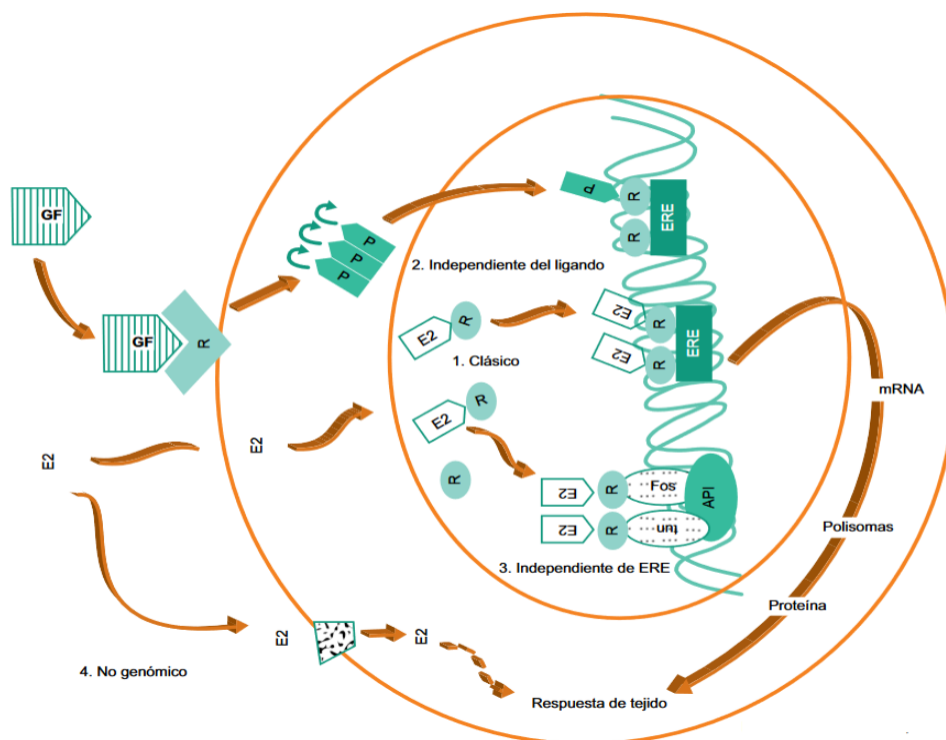 GF
GF
R
P
P
P
2. Independiente del ligando
P
R
R
ERE
E2
R
1. Clásico
E2
E2
R
R
ERE
mRNA
E2
R
R
E2
E2
E2
E2
R
R
Fos
un
API
3. Independiente de ERE
Polisomas
Proteína
E2
E2
4. No genómico
Respuesta de tejido